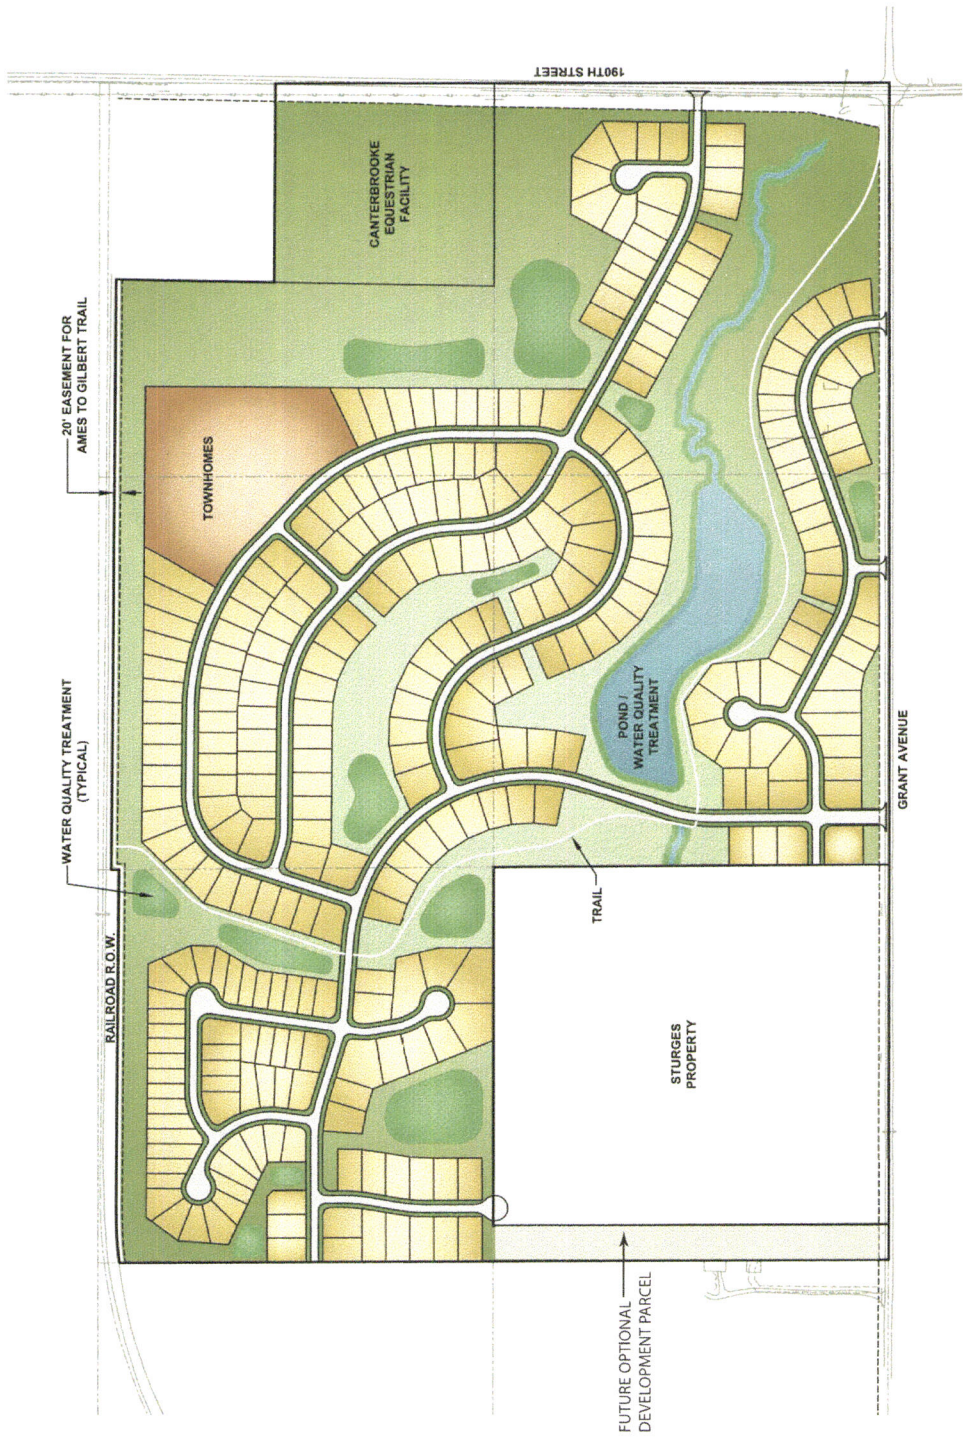 190TH STREET
CANTERBROOKE
EQUESTRIAN
FACILITY
20' EASEMENT FOR
AMES TO GILBERT TRAIL
TOWNHOMES
WATER QUALITY TREATMENT
(TYPICAL)
POND /
WATER QUALITY
TREATMENT
GRANT AVENUE
TRAIL
RAILROAD R.O.W.
STURGES
PROPERTY
FUTURE OPTIONAL
DEVELOPMENT PARCEL